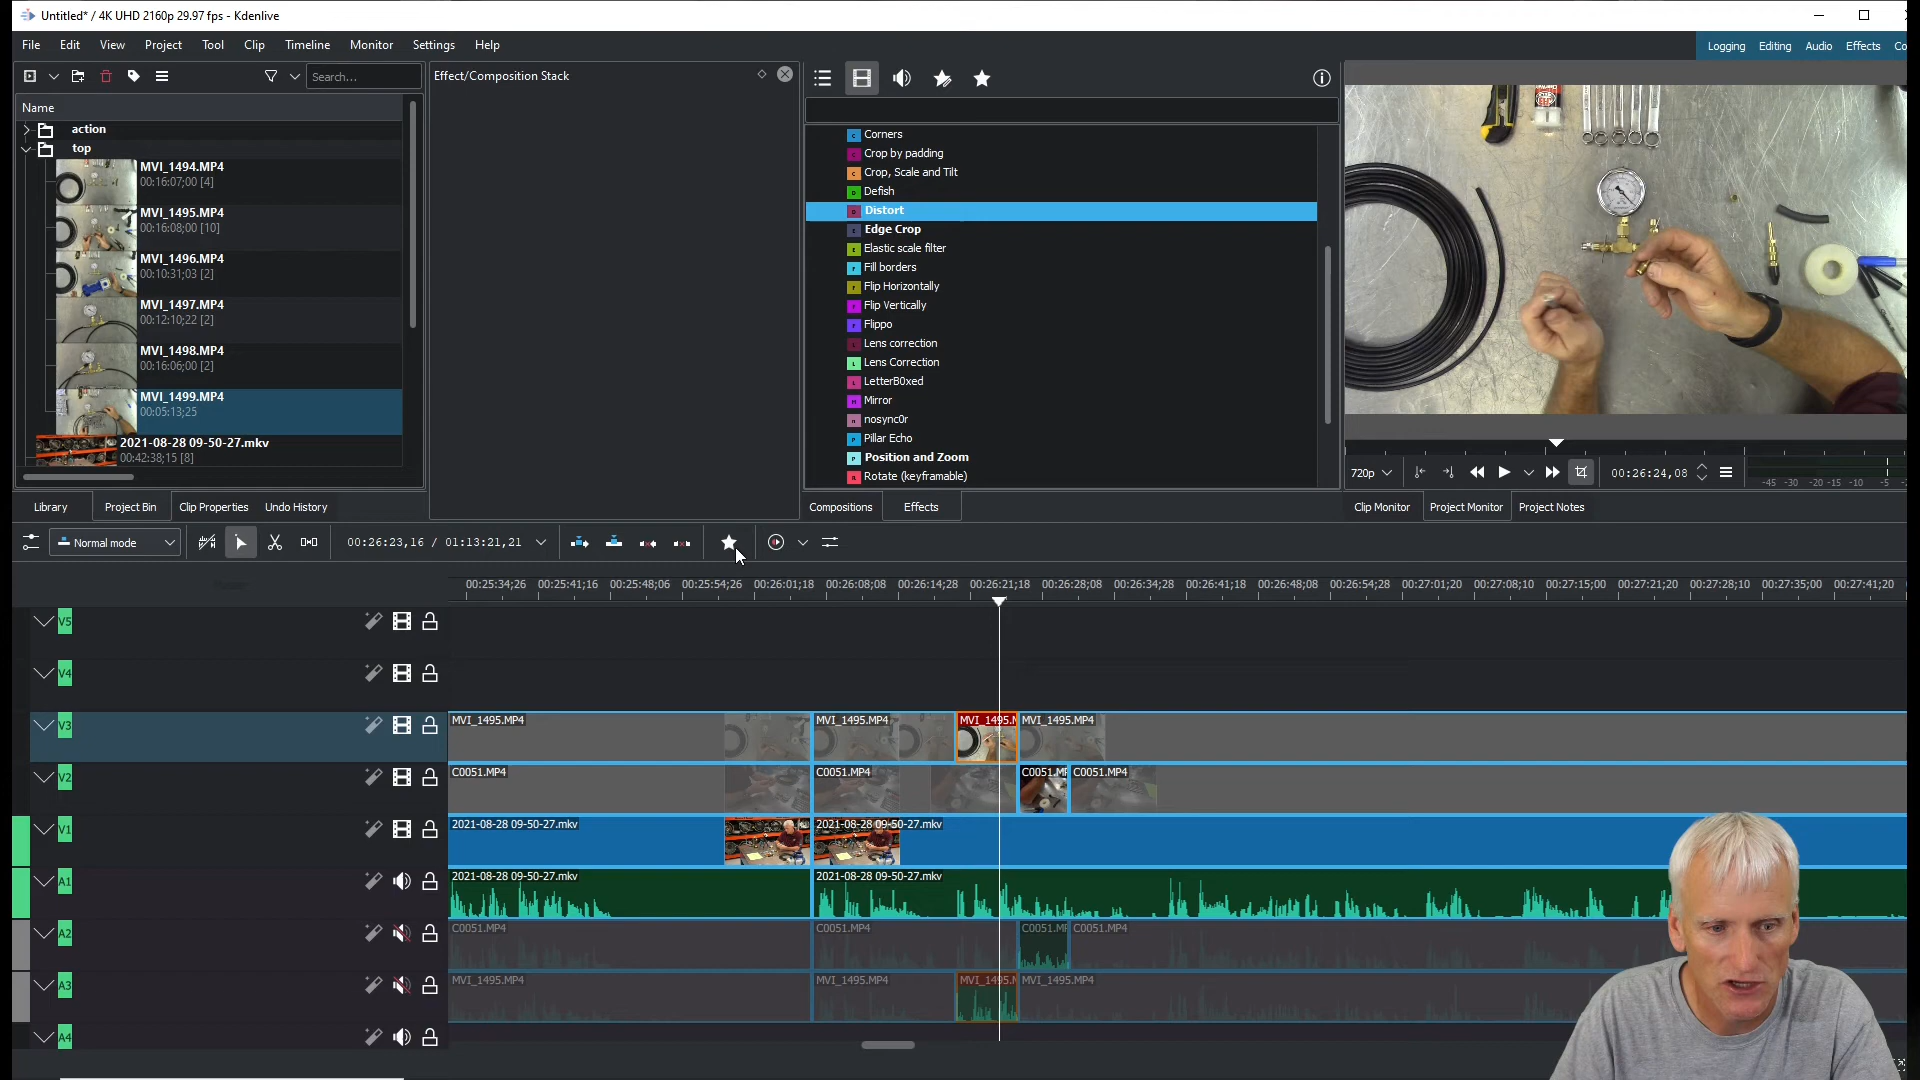 Untitled* / 4K UHD 2160p 29.97 fps - Kdenlive
File Edit View Project Tool Clip Timeline Monitor Settings Help
Logging Editing Audio Effects Co
Search...
Effect/Composition Stack
Name
action
top
MVI_1494.MP4
00:16:07;00 [4]
MVI_1495.MP4
00:16:08;00 [10]
MVI_1496.MP4
00:10:31;03 [2]
MVI_1497.MP4
00:12:10;22 [2]
MVI_1498.MP4
00:16:06;00 [2]
MVI_1499.MP4
00:05:13;25
2021-08-28 09-50-27.mkv
00:42:38;15 [8]
Corners
Crop by padding
Crop, Scale and Tilt
Defish
Distort
Edge Crop
Elastic scale filter
Fill borders
Flip Horizontally
Flip Vertically
Flippo
Lens correction
Lens Correction
LetterB0xed
Mirror
nosync0r
Pillar Echo
Position and Zoom
Rotate (keyframable)
720p 00:26:24,08
-45 -30 -20 -15 -10 -5
Library Project Bin Clip Properties Undo History
Compositions Effects
Clip Monitor Project Monitor Project Notes
Normal mode 00:26:23,16 / 01:13:21,21
00:25:34;26 00:25:41;16 00:25:48;06 00:25:54;26 00:26:01;18 00:26:08;08 00:26:14;28 00:26:21;18 00:26:28;08 00:26:34;28 00:26:41;18 00:26:48;08 00:26:54;28 00:27:01;20 00:27:08;10 00:27:15;00 00:27:21;20 00:27:28;10 00:27:35;00 00:27:41;20
V5
V4
V3 MVI_1495.MP4 MVI_1495.MP4 MVI_1495.M MVI_1495.MP4
V2 C0051.MP4 C0051.MP4 C0051.MP C0051.MP4
V1 2021-08-28 09-50-27.mkv 2021-08-28 09-50-27.mkv
A1 2021-08-28 09-50-27.mkv 2021-08-28 09-50-27.mkv
A2 C0051.MP4 C0051.MP4 C0051.MP C0051.MP4
A3 MVI_1495.MP4 MVI_1495.MP4 MVI_1495.M MVI_1495.MP4
A4